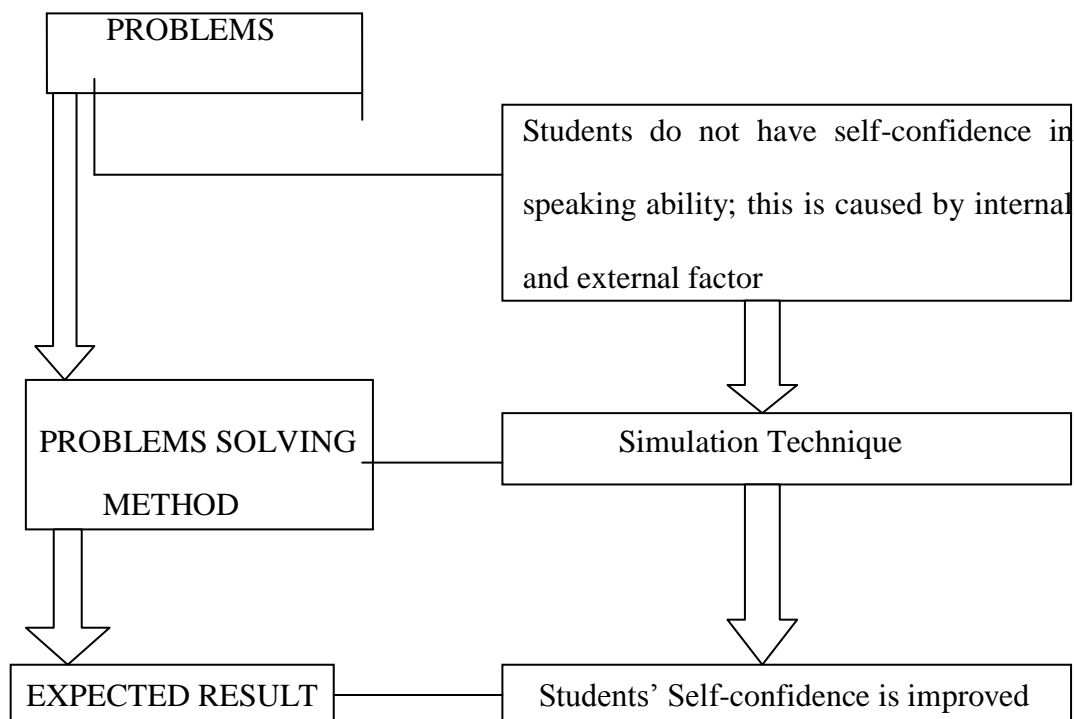 PROBLEMS
Students do not have self-confidence in
speaking ability; this is caused by internal
and external factor
PROBLEMS SOLVING
METHOD
Simulation Technique
EXPECTED RESULT
Students’ Self-confidence is improved